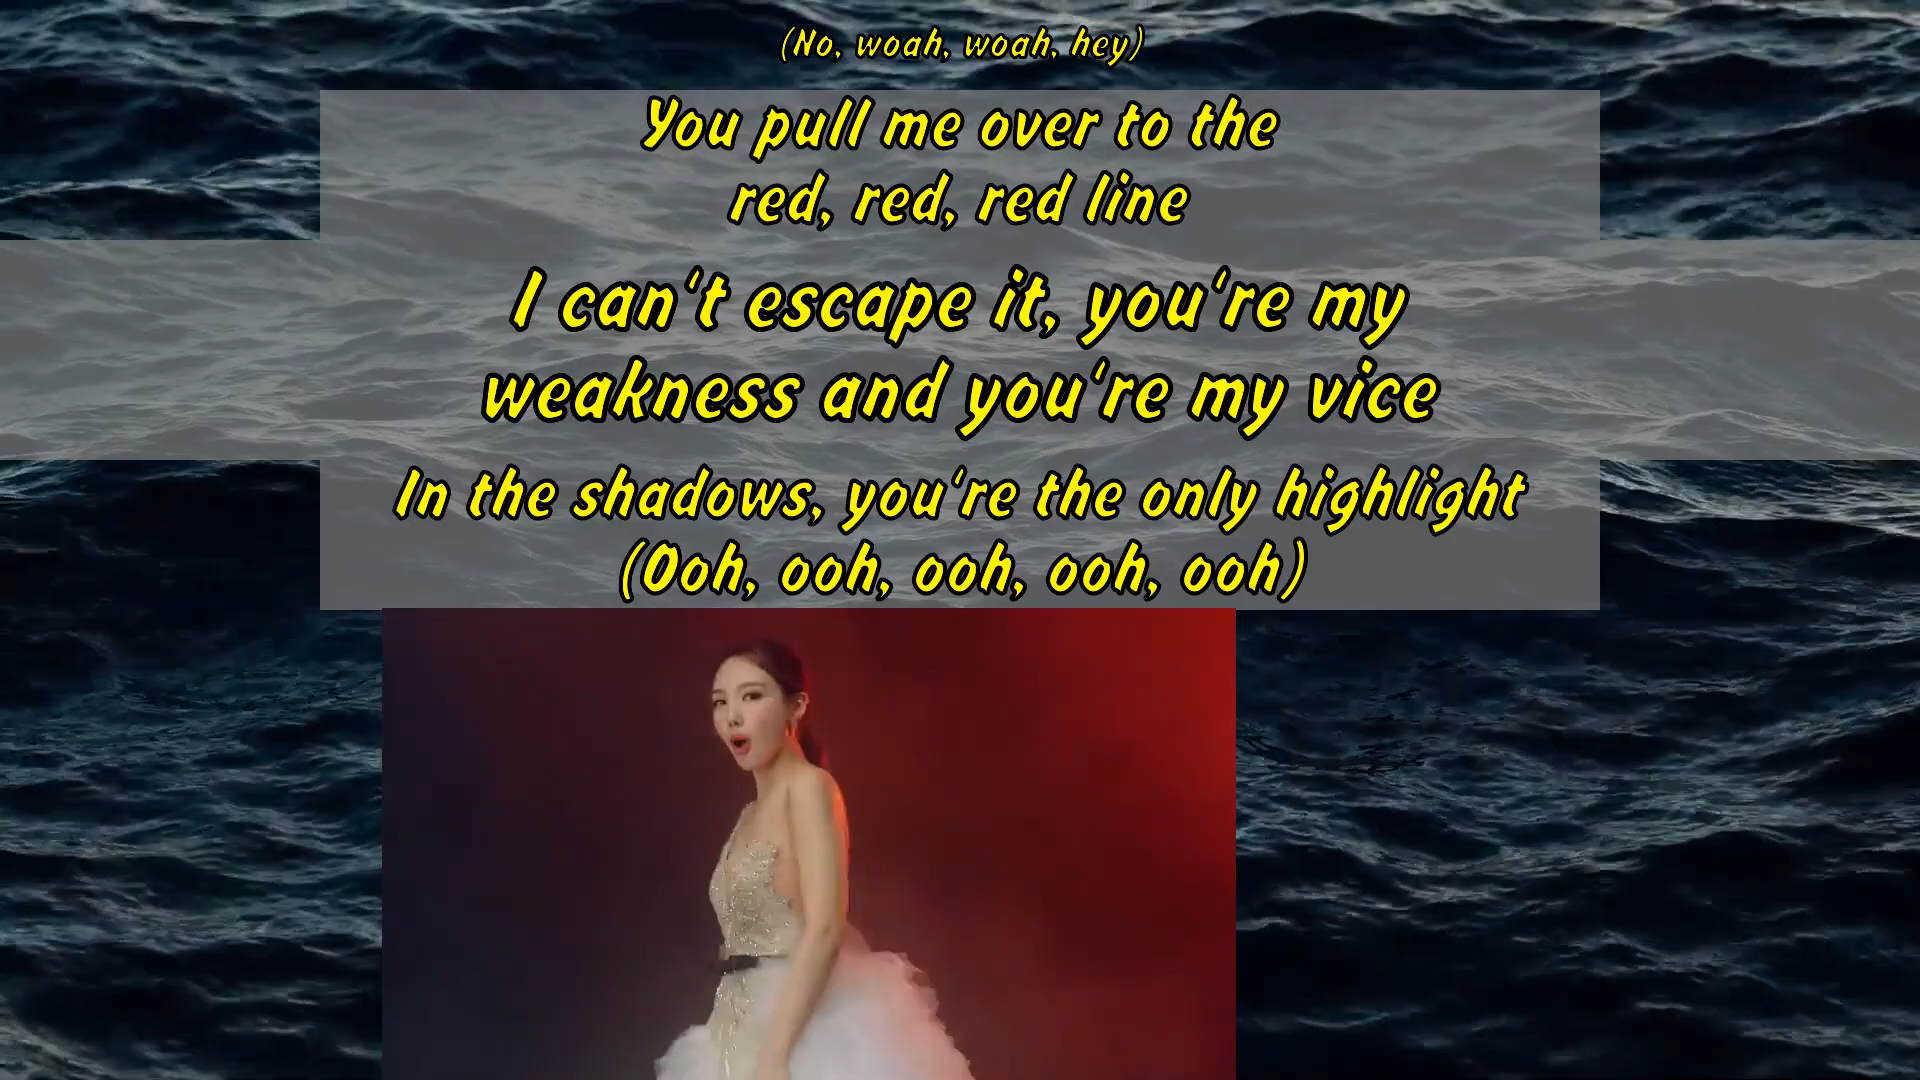 (No, woah, woah, hey)
You pull me over to the
red, red, red line
I can't escape it, you're my
weakness and you're my vice
In the shadows, you're the only highlight
(Ooh, ooh, ooh, ooh, ooh)